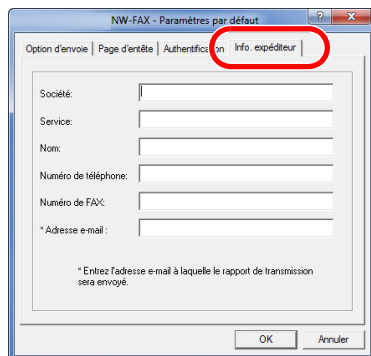 NW-FAX - Paramètres par défaut
Option d'envoie Page d'entête Authentification Info. expéditeur
Société:
Service:
Nom:
Numéro de téléphone:
Numéro de FAX:
* Adresse e-mail :
* Entrez l'adresse e-mail à laquelle le rapport de transmission
sera envoyé.
OK Annuler